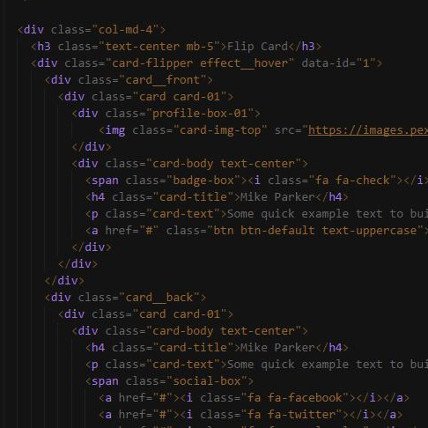 <div class="col-md-4">
<h3 class="text-center mb-5">Flip Card</h3>
<div class="card-flipper effect__hover" data-id="1">
<div class="card__front">
<div class="card card-01">
<div class="profile-box-01">
<img class="card-img-top" src="https://images.pex
</div>
<div class="card-body text-center">
<span class="badge-box"><i class="fa fa-check"></i>
<h4 class="card-title">Mike Parker</h4>
<p class="card-text">Some quick example text to bui
<a href="#" class="btn btn-default text-uppercase">
</div>
</div>
</div>
<div class="card__back">
<div class="card card-01">
<div class="card-body text-center">
<h4 class="card-title">Mike Parker</h4>
<p class="card-text">Some quick example text to bui
<span class="social-box">
<a href="#"><i class="fa fa-facebook"></i></a>
<a href="#"><i class="fa fa-twitter"></i></a>